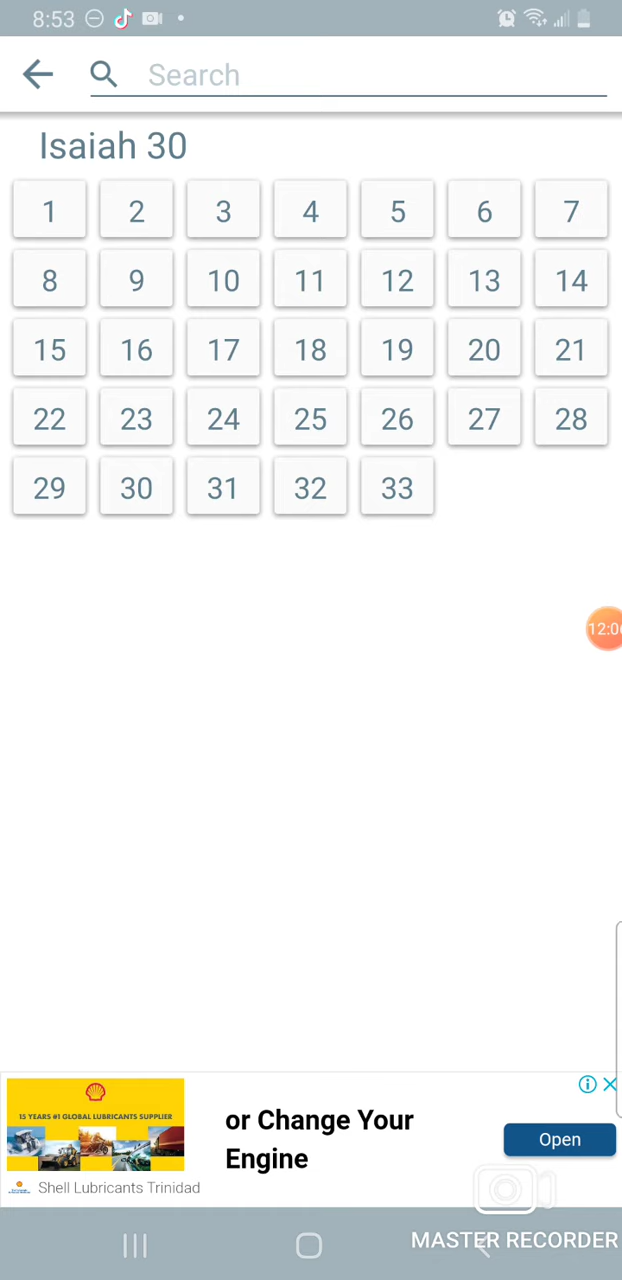 8:53
Search
Isaiah 30
1 2 3 4 5 6 7
8 9 10 11 12 13 14
15 16 17 18 19 20 21
22 23 24 25 26 27 28
29 30 31 32 33
12:06
15 YEARS #1 GLOBAL LUBRICANTS SUPPLIER
or Change Your
Engine
Open
Shell Lubricants Trinidad
MASTER RECORDER